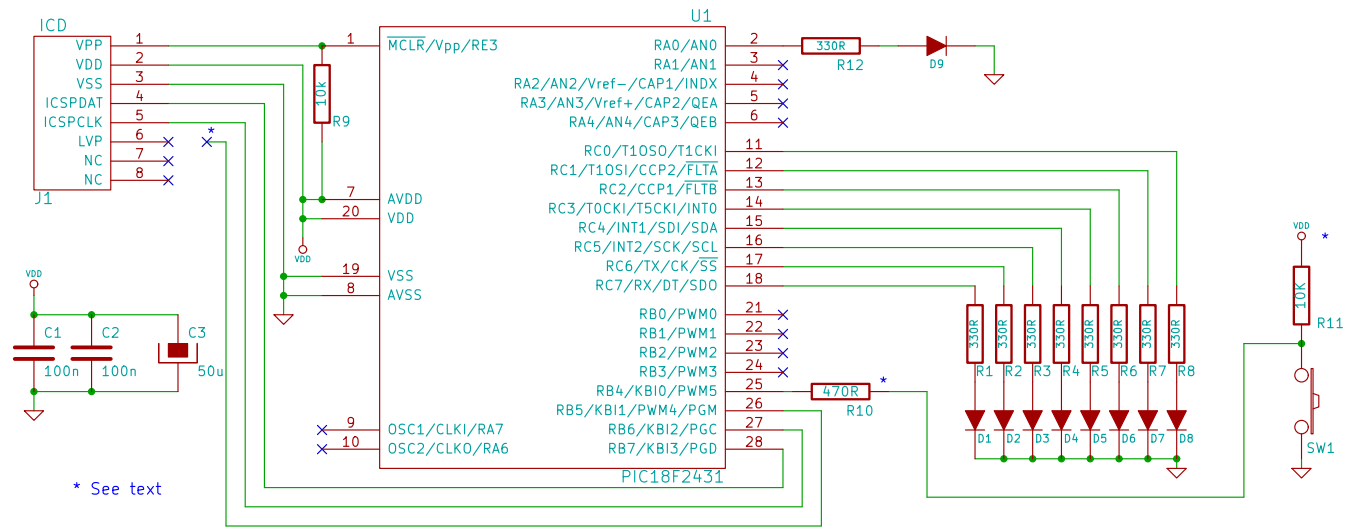 ICD
VPP 1
VDD 2
VSS 3
ICSPDAT 4
ICSPCLK 5
LVP 6
NC 7
NC 8
J1
*
10k
R9
VDD
U1
1 MCLR/Vpp/RE3
7 AVDD
20 VDD
19 VSS
8 AVSS
9 OSC1/CLKI/RA7
10 OSC2/CLKO/RA6
RA0/AN0 2
RA1/AN1 3
RA2/AN2/Vref-/CAP1/INDX 4
RA3/AN3/Vref+/CAP2/QEA 5
RA4/AN4/CAP3/QEB 6
RC0/T1OSO/T1CKI 11
RC1/T1OSI/CCP2/FLTA 12
RC2/CCP1/FLTB 13
RC3/T0CKI/T5CKI/INT0 14
RC4/INT1/SDI/SDA 15
RC5/INT2/SCK/SCL 16
RC6/TX/CK/SS 17
RC7/RX/DT/SDO 18
RB0/PWM0 21
RB1/PWM1 22
RB2/PWM2 23
RB3/PWM3 24
RB4/KBI0/PWM5 25
RB5/KBI1/PWM4/PGM 26
RB6/KBI2/PGC 27
RB7/KBI3/PGD 28
PIC18F2431
330R
R12
D9
470R
*
R10
330R 330R 330R 330R 330R 330R 330R 330R
R1 R2 R3 R4 R5 R6 R7 R8
D1 D2 D3 D4 D5 D6 D7 D8
VDD
*
10K
R11
SW1
VDD
C1 C2 C3
100n 100n 50u
* See text